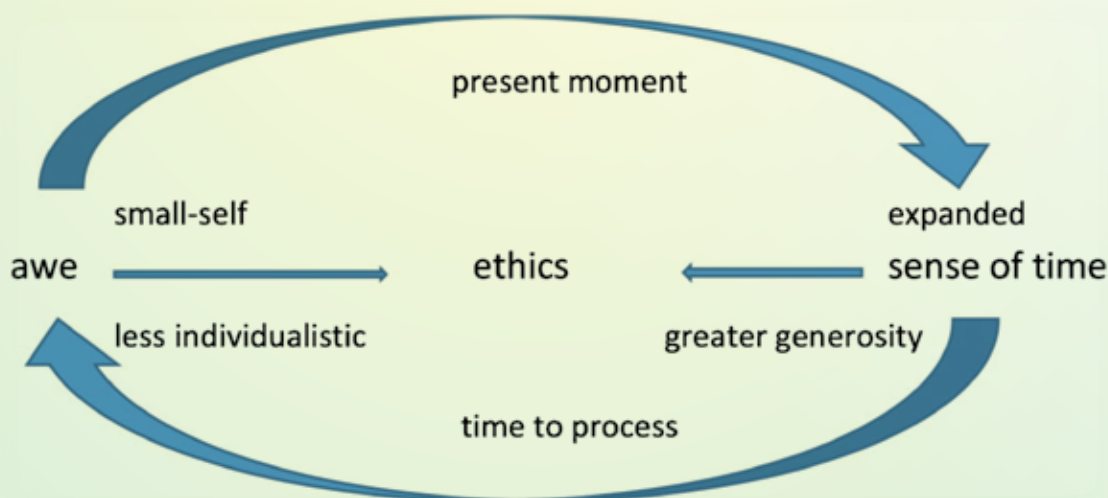 present moment
small-self
expanded
awe
ethics
sense of time
less individualistic
greater generosity
time to process